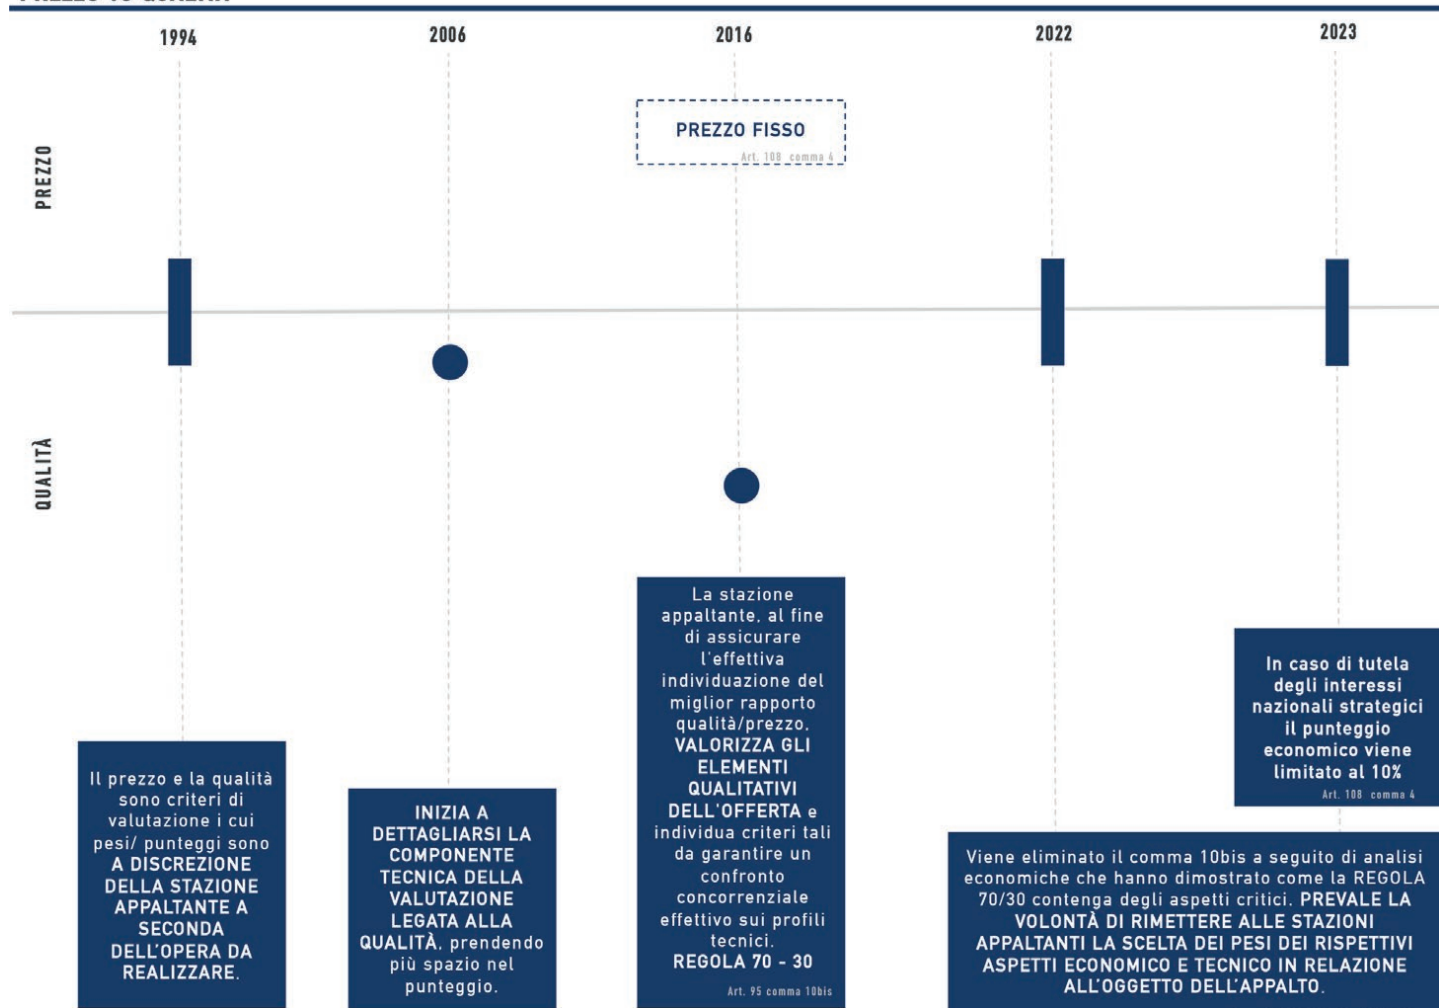 1994
2006
2016
2022
2023
PREZZO
QUALITÀ
PREZZO FISSO
Art. 108 comma 4
Il prezzo e la qualità
sono criteri di
valutazione i cui
pesi/ punteggi sono
A DISCREZIONE
DELLA STAZIONE
APPALTANTE A
SECONDA
DELL'OPERA DA
REALIZZARE.
INIZIA A
DETTAGLIARSI LA
COMPONENTE
TECNICA DELLA
VALUTAZIONE
LEGATA ALLA
QUALITÀ, prendendo
più spazio nel
punteggio.
La stazione
appaltante, al fine
di assicurare
l'effettiva
individuazione del
miglior rapporto
qualità/prezzo,
VALORIZZA GLI
ELEMENTI
QUALITATIVI
DELL'OFFERTA e
individua criteri tali
da garantire un
confronto
concorrenziale
effettivo sui profili
tecnici.
REGOLA 70 - 30
Art. 95 comma 10bis
In caso di tutela
degli interessi
nazionali strategici
il punteggio
economico viene
limitato al 10%
Art. 108 comma 4
Viene eliminato il comma 10bis a seguito di analisi
economiche che hanno dimostrato come la REGOLA
70/30 contenga degli aspetti critici. PREVALE LA
VOLONTÀ DI RIMETTERE ALLE STAZIONI
APPALTANTI LA SCELTA DEI PESI DEI RISPETTIVI
ASPETTI ECONOMICO E TECNICO IN RELAZIONE
ALL'OGGETTO DELL'APPALTO.